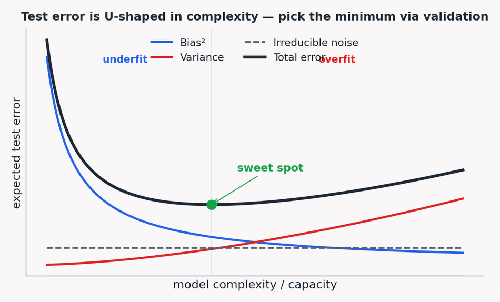 Test error is U-shaped in complexity — pick the minimum via validation
Bias²
Irreducible noise
underfit
Variance
Total error
overfit
sweet spot
expected test error
model complexity / capacity